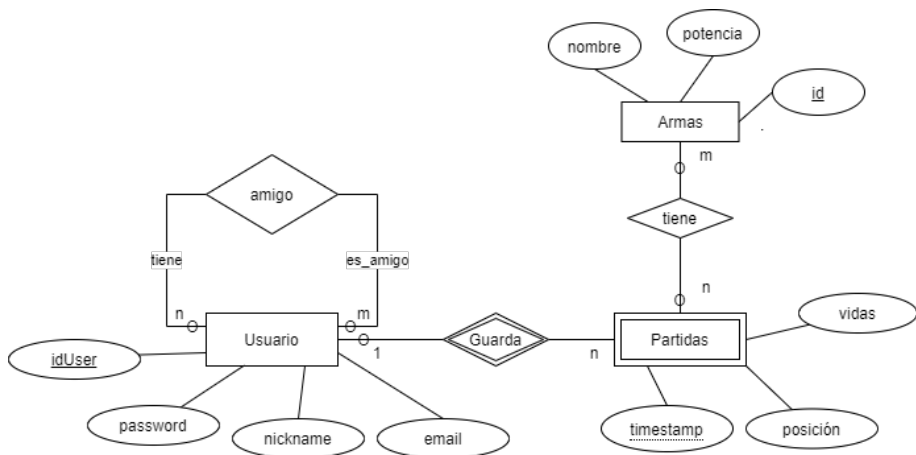 potencia
nombre
id
Armas
m
amigo
tiene
tiene
es_amigo
n
n
m
vidas
Usuario
1
Guarda
n
Partidas
idUser
password
nickname
email
timestamp
posición